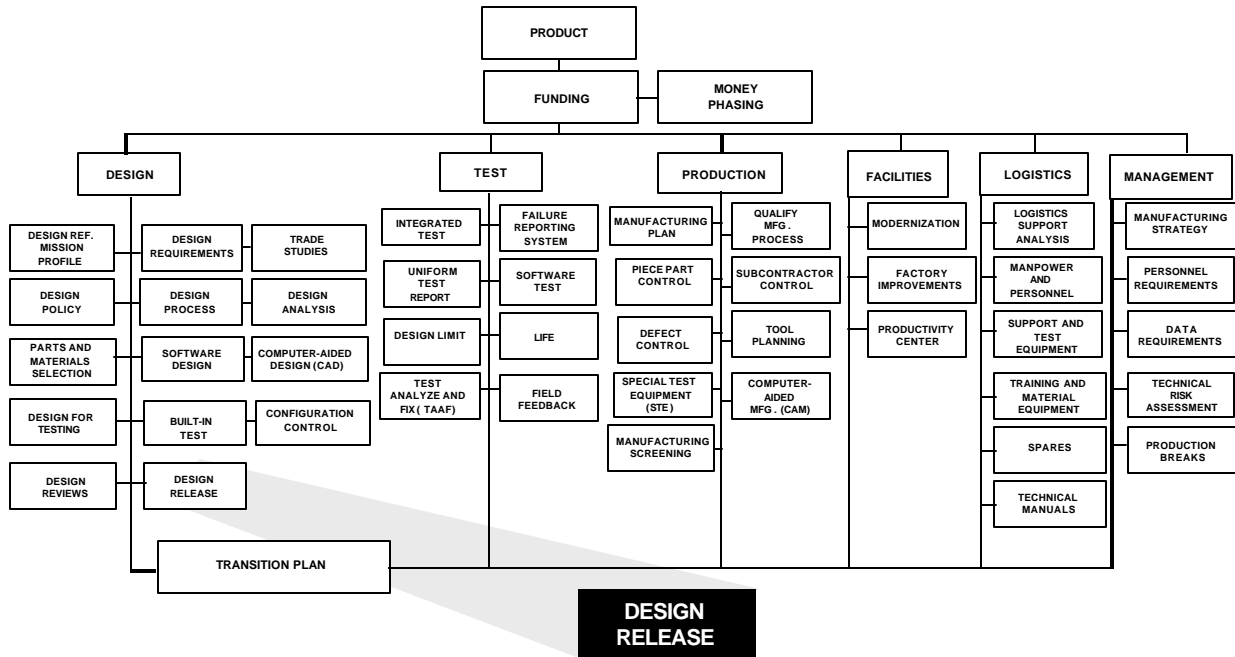 PRODUCT
FUNDING
MONEY
PHASING
DESIGN
TEST
PRODUCTION
FACILITIES
LOGISTICS
MANAGEMENT
DESIGN REF.
MISSION
PROFILE
DESIGN
REQUIREMENTS
TRADE
STUDIES
DESIGN
POLICY
DESIGN
PROCESS
DESIGN
ANALYSIS
PARTS AND
MATERIALS
SELECTION
SOFTWARE
DESIGN
COMPUTER-AIDED
DESIGN (CAD)
DESIGN FOR
TESTING
BUILT-IN
TEST
CONFIGURATION
CONTROL
DESIGN
REVIEWS
DESIGN
RELEASE
INTEGRATED
TEST
FAILURE
REPORTING
SYSTEM
UNIFORM
TEST
REPORT
SOFTWARE
TEST
DESIGN LIMIT
LIFE
TEST
ANALYZE AND
FIX ( TAAF)
FIELD
FEEDBACK
MANUFACTURING
PLAN
QUALIFY
MFG .
PROCESS
PIECE PART
CONTROL
SUBCONTRACTOR
CONTROL
DEFECT
CONTROL
TOOL
PLANNING
SPECIAL TEST
EQUIPMENT
(STE)
COMPUTER-
AIDED
MFG . (CAM)
MANUFACTURING
SCREENING
MODERNIZATION
FACTORY
IMPROVEMENTS
PRODUCTIVITY
CENTER
LOGISTICS
SUPPORT
ANALYSIS
MANPOWER
AND
PERSONNEL
SUPPORT AND
TEST
EQUIPMENT
TRAINING AND
MATERIAL
EQUIPMENT
SPARES
TECHNICAL
MANUALS
MANUFACTURING
STRATEGY
PERSONNEL
REQUIREMENTS
DATA
REQUIREMENTS
TECHNICAL
RISK
ASSESSMENT
PRODUCTION
BREAKS
TRANSITION PLAN
DESIGN
RELEASE